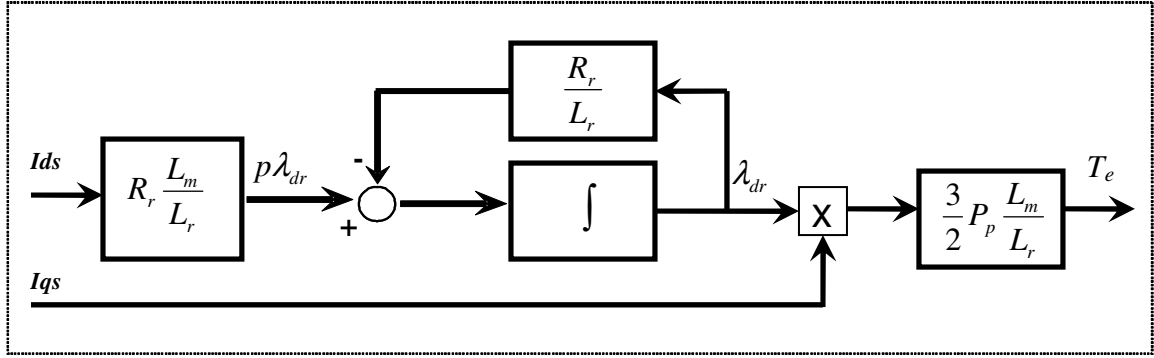 R_r / L_r
Ids
R_r L_m / L_r
pλ_dr
-
+
∫
λ_dr
X
3/2 P_p L_m / L_r
T_e
Iqs